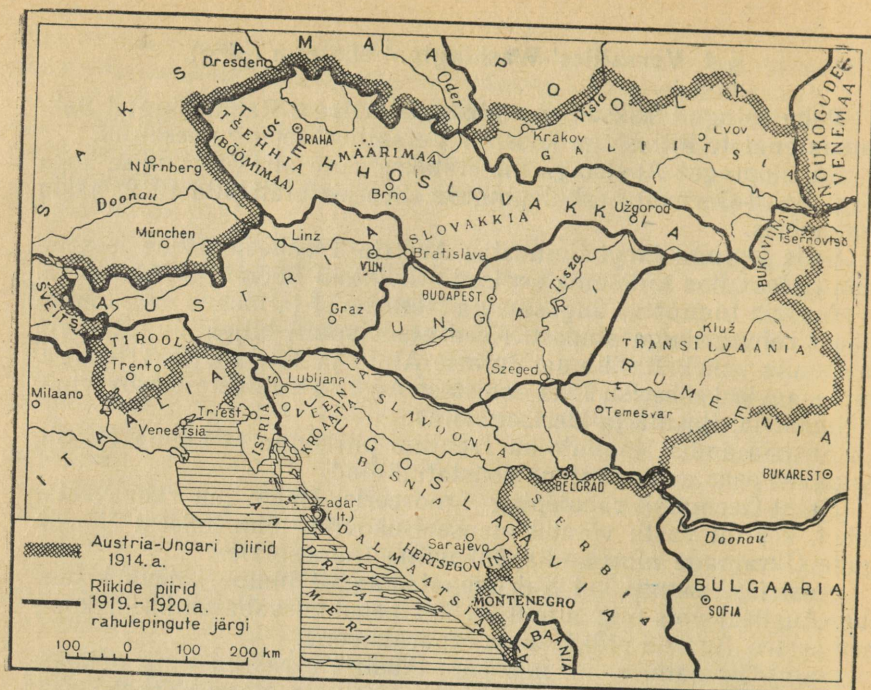 SAKSAMAA
Dresden
Oder
POOLA
Visla
Krakov
Lvov
GALIITSIA
NÕUKOGUDE
VENEMAA
TŠEHHOSLOVAKKIA
TŠEHHIA
(BÖÖMIMAA)
PRAHA
MÄÄRIMAA
Brno
Nürnberg
Doonau
München
SLOVAKKIA
Užgorod
BUKOVIINA
Tšernovtsõ
Linz
VIIN
Bratislava
AUSTRIA
Graz
BUDAPEST
Tisza
UNGARI
Szeged
ŠVEITS
TIROOL
Trento
Kluž
TRANSILVAANIA
RUMEENIA
Temesvar
BUKAREST
Milaano
ITAALIA
Veneetsia
Triest
ISTRIA
Lubljana
SLOVEENIA
KROAATIA
SLAVOONIA
JUGOSLAAVIA
BOSNIA
BELGRAD
SERBIA
Zadar
(It.)
DALMAATSIA
Sarajevo
HERTSEGOVIINA
MONTENEGRO
ALBAANIA
AADRIA
MERI
Doonau
BULGAARIA
SOFIA
Austria-Ungari piirid
1914. a.
Riikide piirid
1919.-1920. a.
rahulepingute järgi
100 0 100 200 km